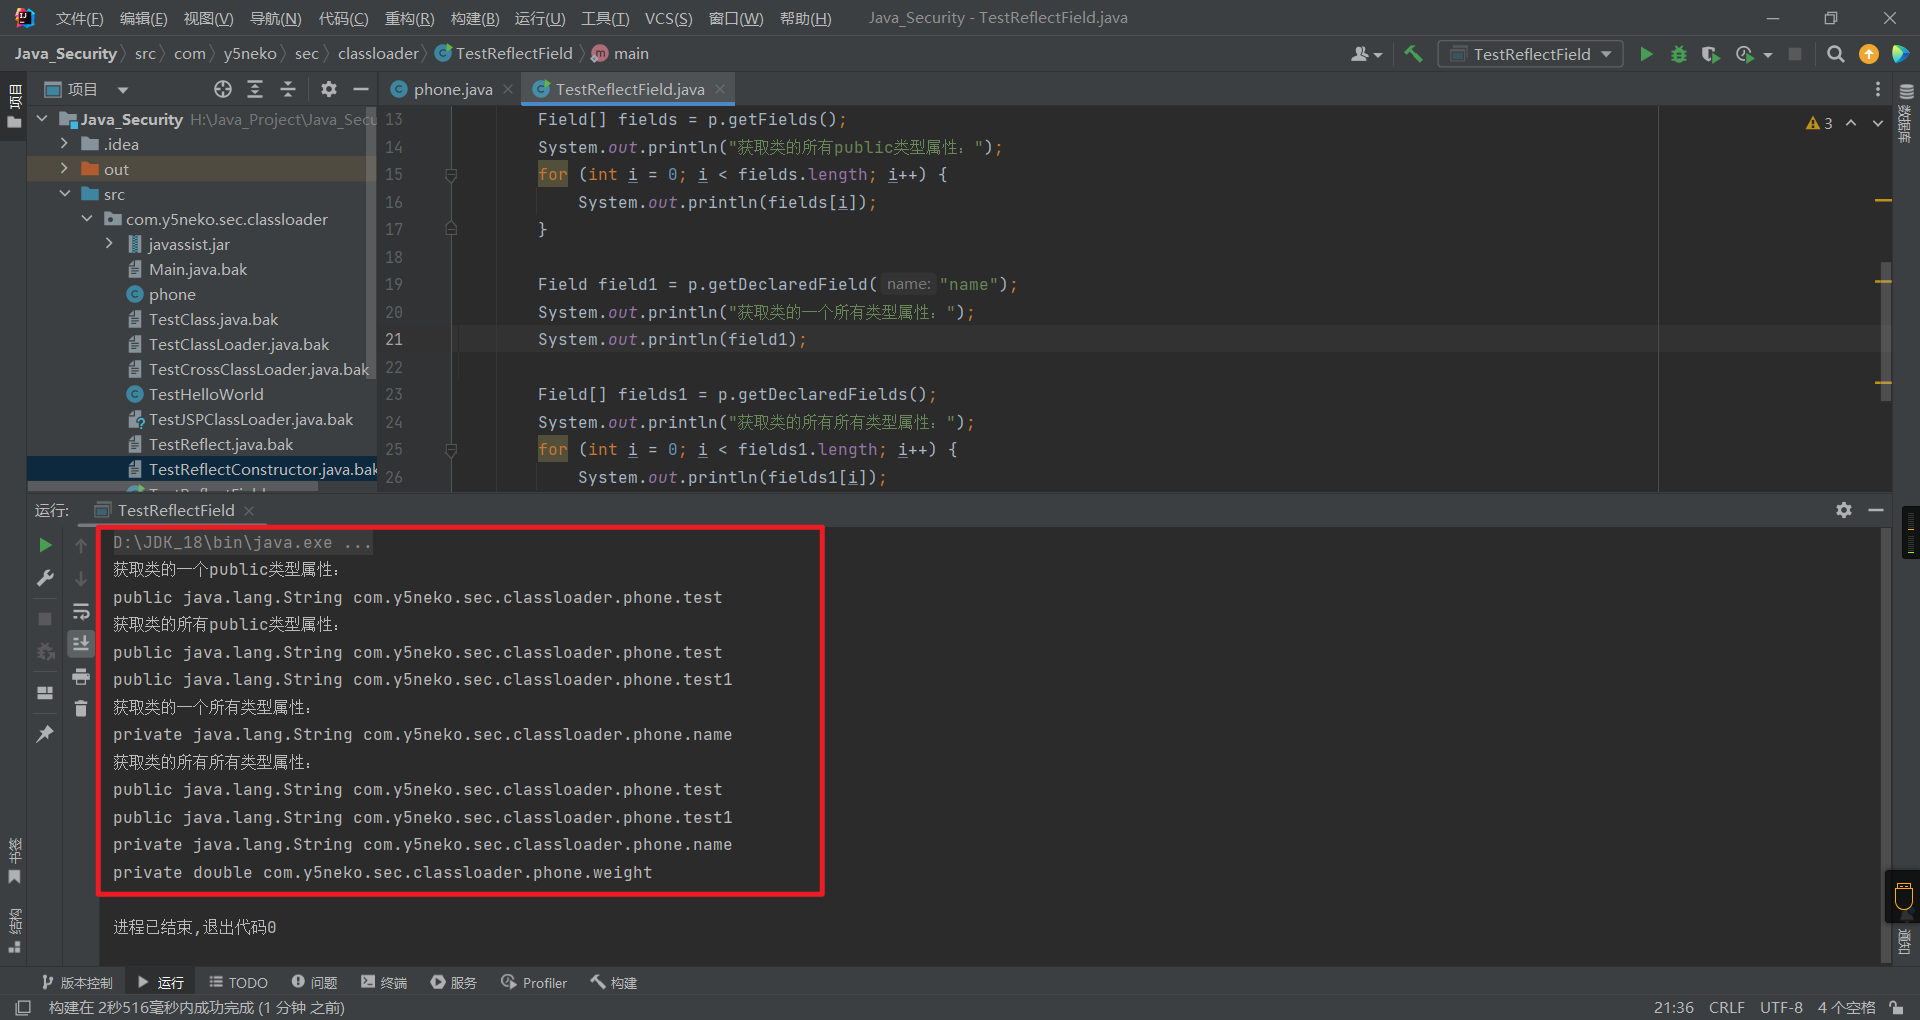 文件(F) 编辑(E) 视图(V) 导航(N) 代码(C) 重构(R) 构建(B) 运行(U) 工具(T) VCS(S) 窗口(W) 帮助(H) Java_Security - TestReflectField.java
Java_Security src com y5neko sec classloader TestReflectField main TestReflectField
项目 phone.java TestReflectField.java
项目
数据库
Java_Security H:\Java_Project\Java_Secu
.idea
out
src
com.y5neko.sec.classloader
javassist.jar
Main.java.bak
phone
TestClass.java.bak
TestClassLoader.java.bak
TestCrossClassLoader.java.bak
TestHelloWorld
TestJSPClassLoader.java.bak
TestReflect.java.bak
TestReflectConstructor.java.bak
3
13 Field[] fields = p.getFields();
14 System.out.println("获取类的所有public类型属性：");
15 for (int i = 0; i < fields.length; i++) {
16 System.out.println(fields[i]);
17 }
18
19 Field field1 = p.getDeclaredField( name: "name");
20 System.out.println("获取类的一个所有类型属性：");
21 System.out.println(field1);
22
23 Field[] fields1 = p.getDeclaredFields();
24 System.out.println("获取类的所有所有类型属性：");
25 for (int i = 0; i < fields1.length; i++) {
26 System.out.println(fields1[i]);
运行: TestReflectField
D:\JDK_18\bin\java.exe ...
获取类的一个public类型属性：
public java.lang.String com.y5neko.sec.classloader.phone.test
获取类的所有public类型属性：
public java.lang.String com.y5neko.sec.classloader.phone.test
public java.lang.String com.y5neko.sec.classloader.phone.test1
获取类的一个所有类型属性：
private java.lang.String com.y5neko.sec.classloader.phone.name
获取类的所有所有类型属性：
public java.lang.String com.y5neko.sec.classloader.phone.test
public java.lang.String com.y5neko.sec.classloader.phone.test1
private java.lang.String com.y5neko.sec.classloader.phone.name
private double com.y5neko.sec.classloader.phone.weight
进程已结束,退出代码0
书签
结构
通知
版本控制 运行 TODO 问题 终端 服务 Profiler 构建
构建在 2秒516毫秒内成功完成 (1 分钟 之前) 21:36 CRLF UTF-8 4 个空格